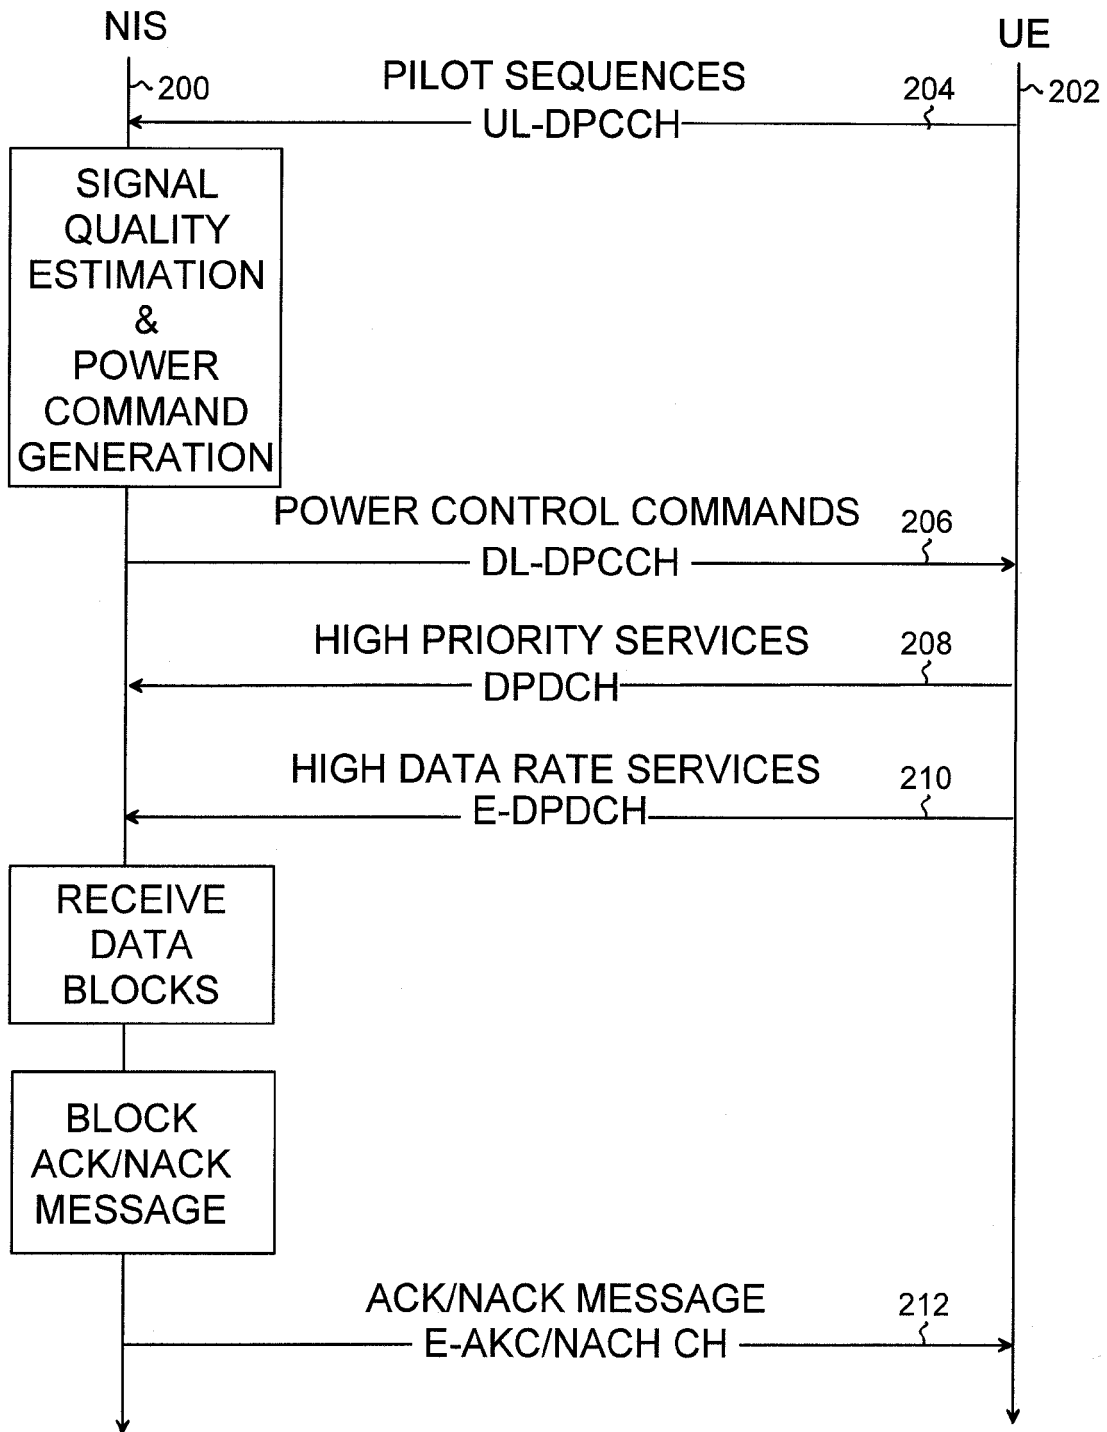 NIS
UE
200
PILOT SEQUENCES
204
202
UL-DPCCH
SIGNAL
QUALITY
ESTIMATION
&
POWER
COMMAND
GENERATION
POWER CONTROL COMMANDS
206
DL-DPCCH
HIGH PRIORITY SERVICES
208
DPDCH
HIGH DATA RATE SERVICES
210
E-DPDCH
RECEIVE
DATA
BLOCKS
BLOCK
ACK/NACK
MESSAGE
ACK/NACK MESSAGE
212
E-AKC/NACH CH